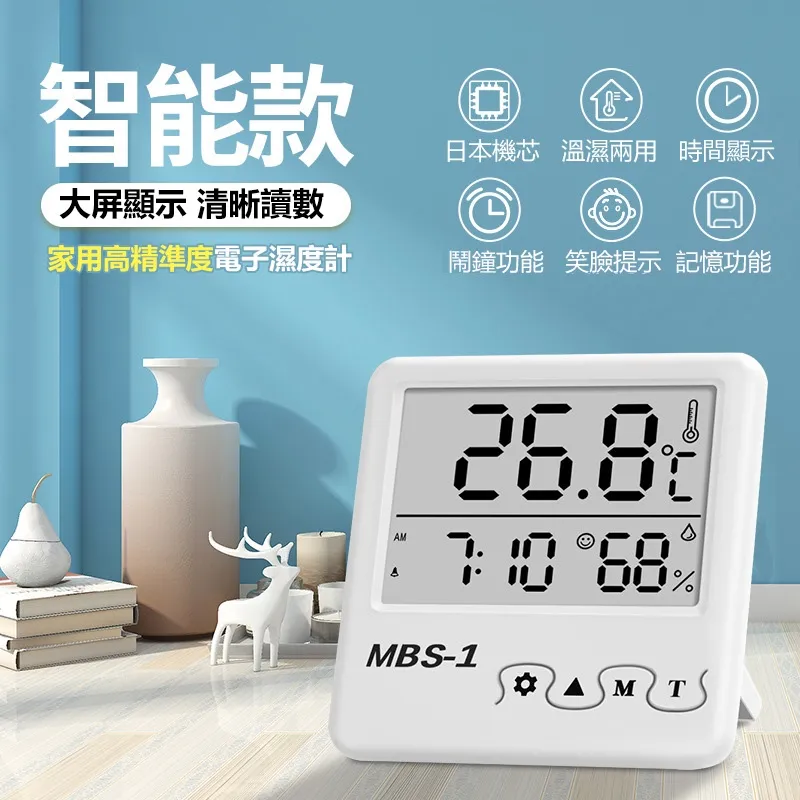 智能款
大屏顯示 清晰讀數
家用高精準度電子濕度計
日本機芯 溫濕兩用 時間顯示
鬧鐘功能 笑臉提示 記憶功能
26.8℃
AM 7:10 68%
MBS-1
M T